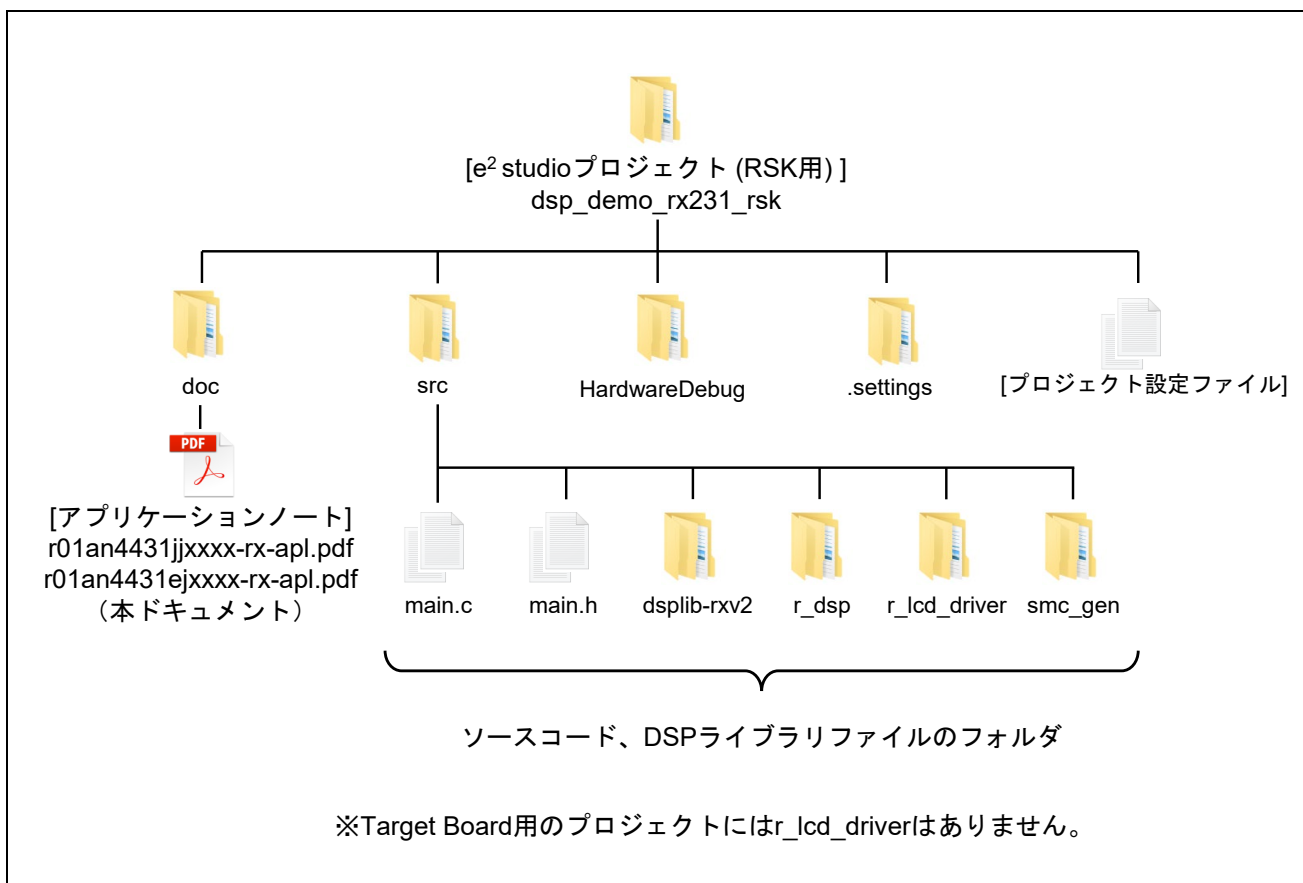 [e² studioプロジェクト (RSK用) ]
dsp_demo_rx231_rsk
doc
src
HardwareDebug
.settings
[プロジェクト設定ファイル]
PDF
[アプリケーションノート]
r01an4431jjxxxx-rx-apl.pdf
r01an4431ejxxxx-rx-apl.pdf
（本ドキュメント）
main.c
main.h
dsplib-rxv2
r_dsp
r_lcd_driver
smc_gen
ソースコード、DSPライブラリファイルのフォルダ
※Target Board用のプロジェクトにはr_lcd_driverはありません。